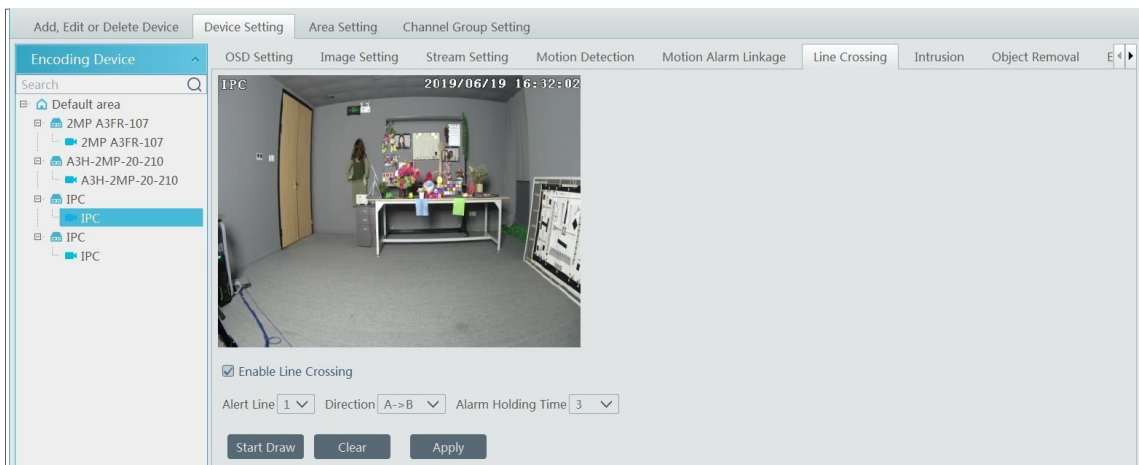 Add, Edit or Delete Device Device Setting Area Setting Channel Group Setting
Encoding Device OSD Setting Image Setting Stream Setting Motion Detection Motion Alarm Linkage Line Crossing Intrusion Object Removal E
Search
Default area
2MP A3FR-107
2MP A3FR-107
A3H-2MP-20-210
A3H-2MP-20-210
IPC
IPC
IPC
IPC
IPC 2019/06/19 16:32:02
Enable Line Crossing
Alert Line 1 Direction A->B Alarm Holding Time 3
Start Draw Clear Apply